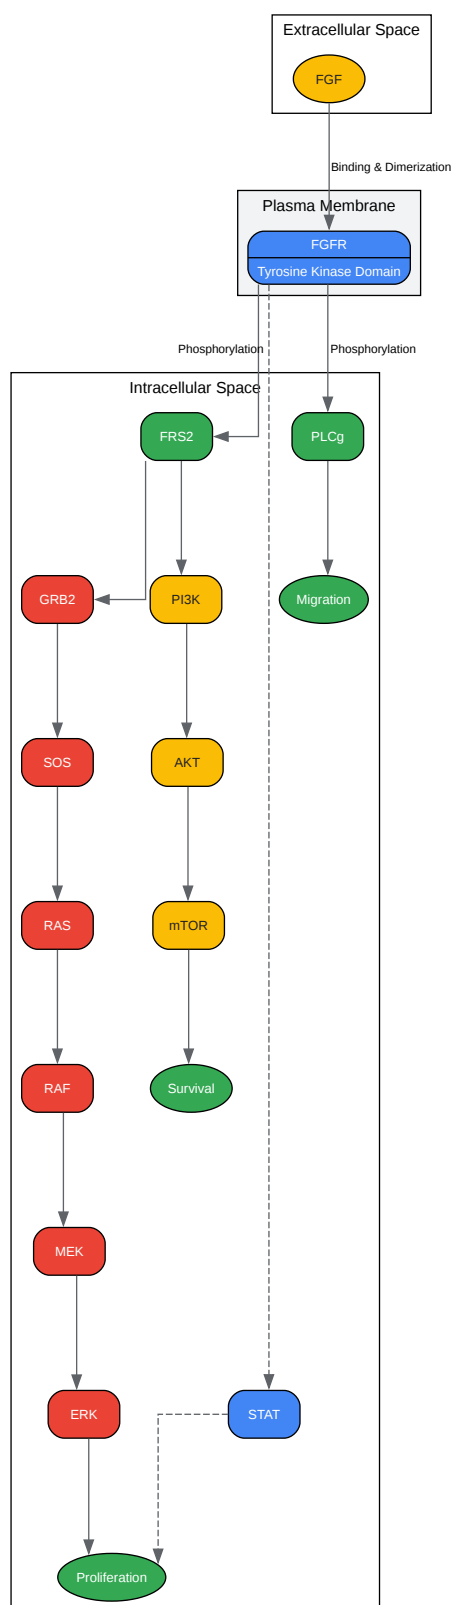 Extracellular Space
FGF
Binding & Dimerization
Plasma Membrane
FGFR
Tyrosine Kinase Domain
Phosphorylation
Phosphorylation
Intracellular Space
FRS2
PLCg
GRB2
PI3K
Migration
SOS
AKT
RAS
mTOR
RAF
Survival
MEK
ERK
STAT
Proliferation